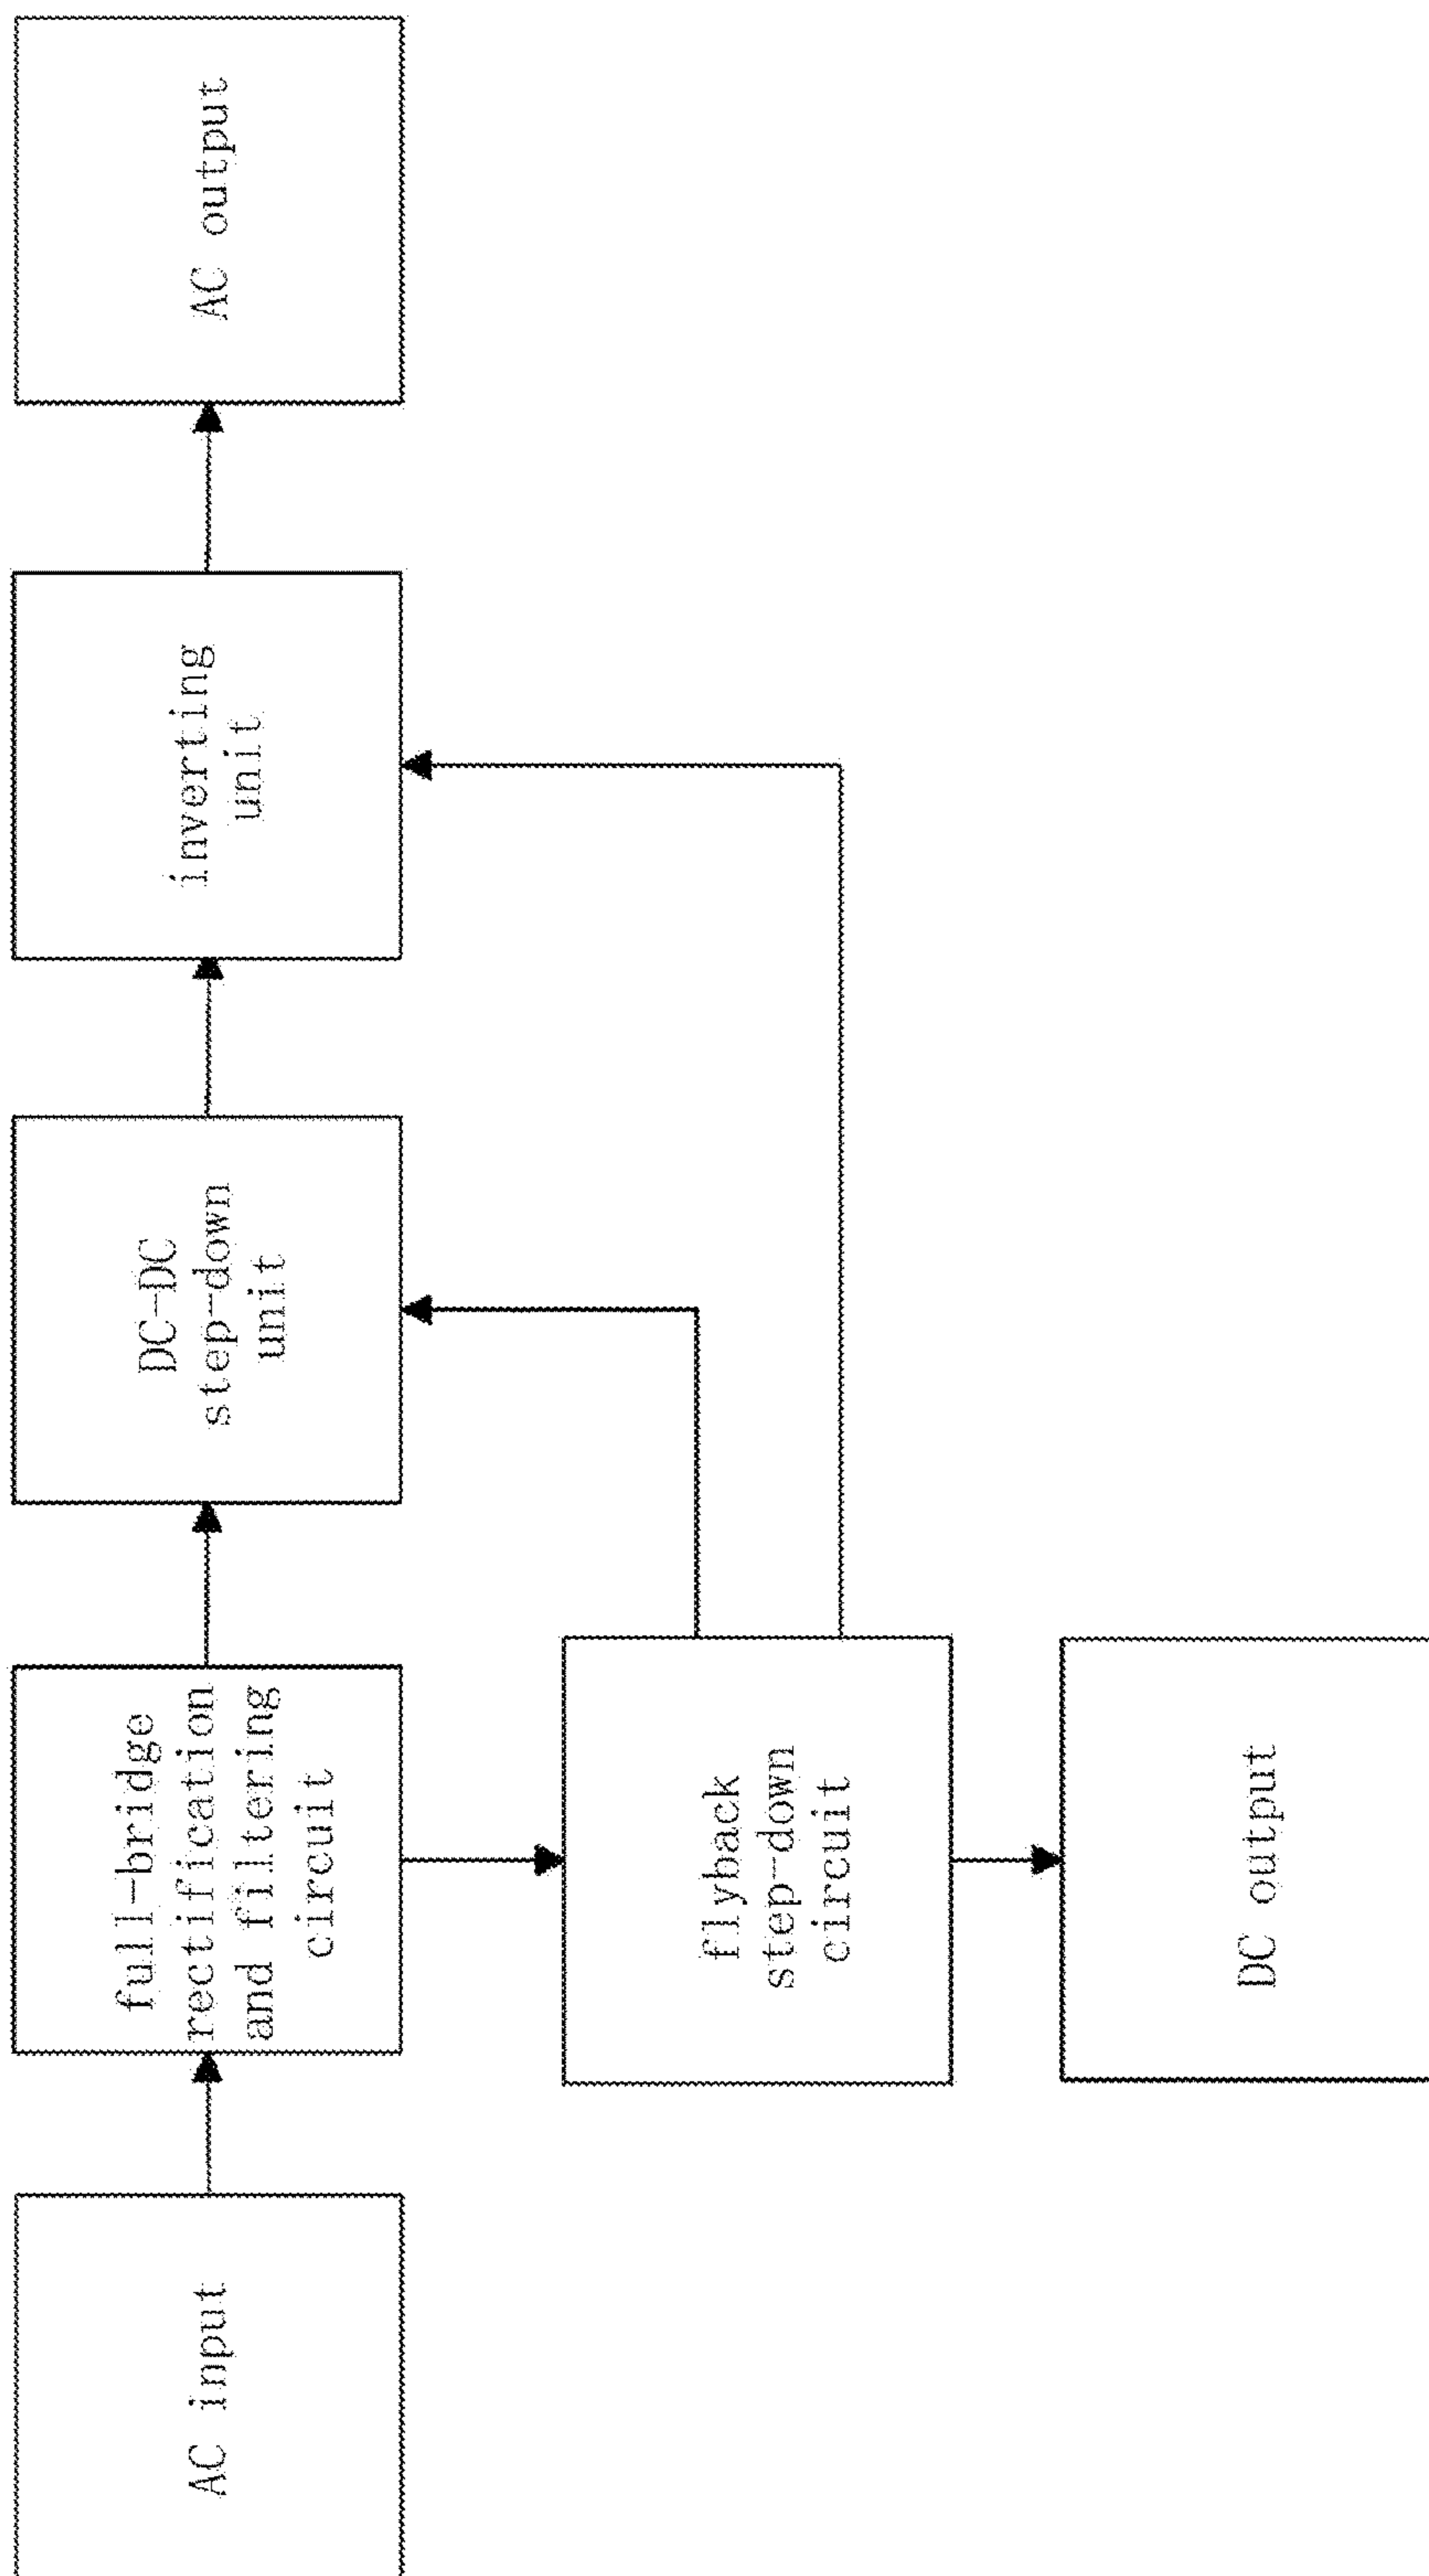 AC input
full-bridge
rectification
and filtering
circuit
DC-DC
step-down
unit
inverting
unit
AC output
flyback
step-down
circuit
DC output